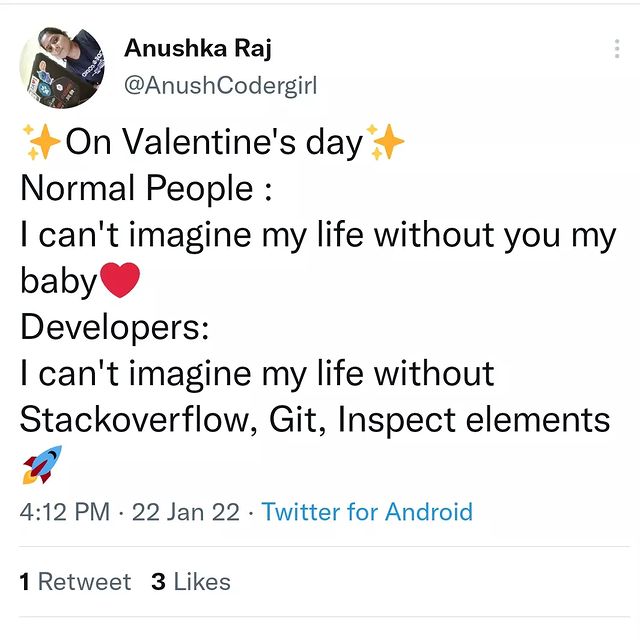 Anushka Raj
@AnushCodergirl
✨On Valentine's day✨
Normal People :
I can't imagine my life without you my
baby❤️
Developers:
I can't imagine my life without
Stackoverflow, Git, Inspect elements
🚀
4:12 PM · 22 Jan 22 · Twitter for Android
1 Retweet 3 Likes